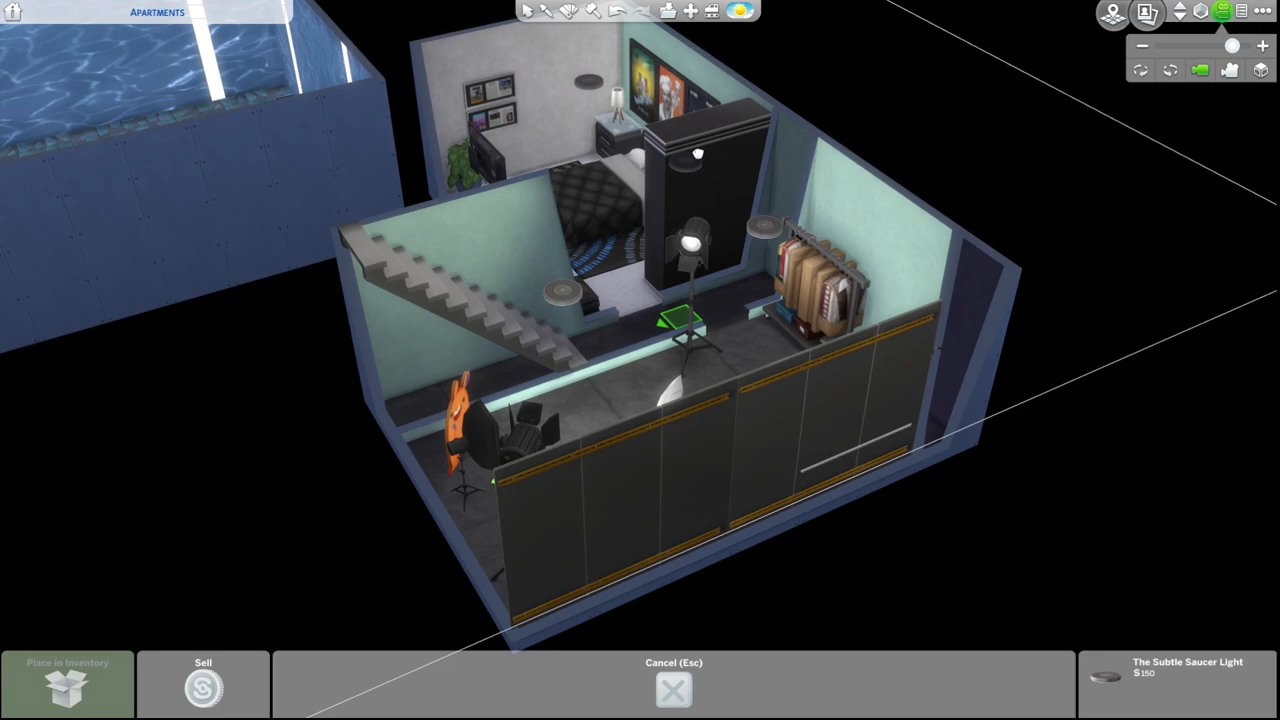 Apartments
Place in Inventory
Sell
Cancel (Esc)
The Subtle Saucer Light
§150